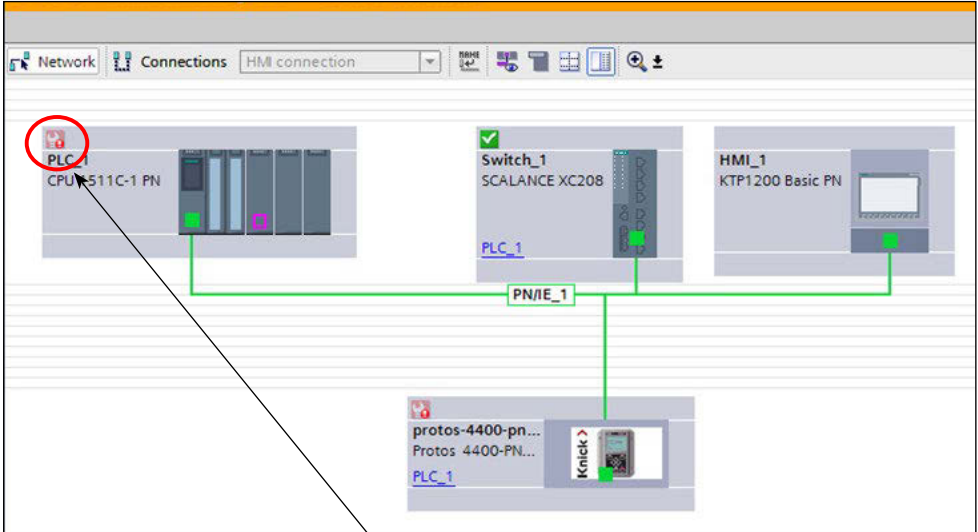 Network Connections HMI connection NAME
PLC_1
CPU 1511C-1 PN
Switch_1
SCALANCE XC208
PLC_1
HMI_1
KTP1200 Basic PN
PN/IE_1
protos-4400-pn...
Protos 4400-PN...
PLC_1
Knick